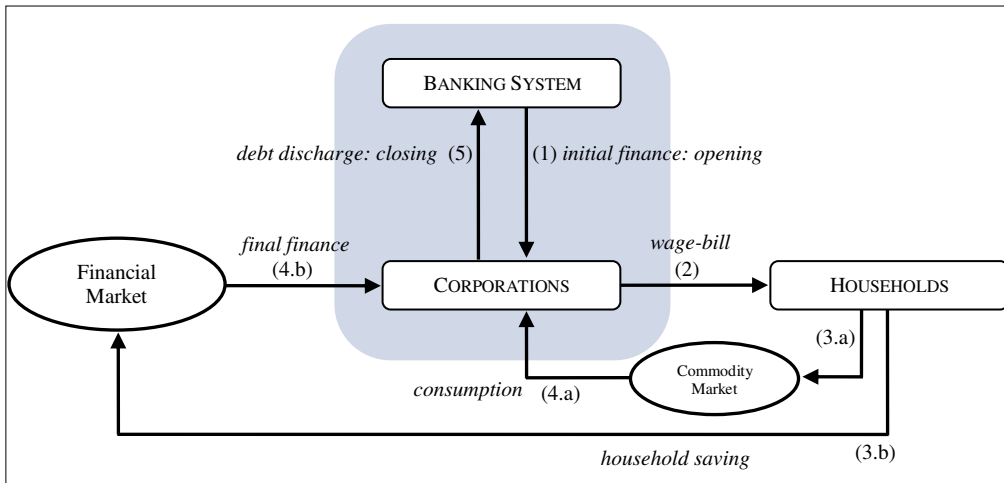 BANKING SYSTEM
debt discharge: closing (5)
(1) initial finance: opening
final finance
(4.b)
wage-bill
(2)
Financial
Market
CORPORATIONS
HOUSEHOLDS
(3.a)
Commodity
Market
consumption
(4.a)
household saving
(3.b)